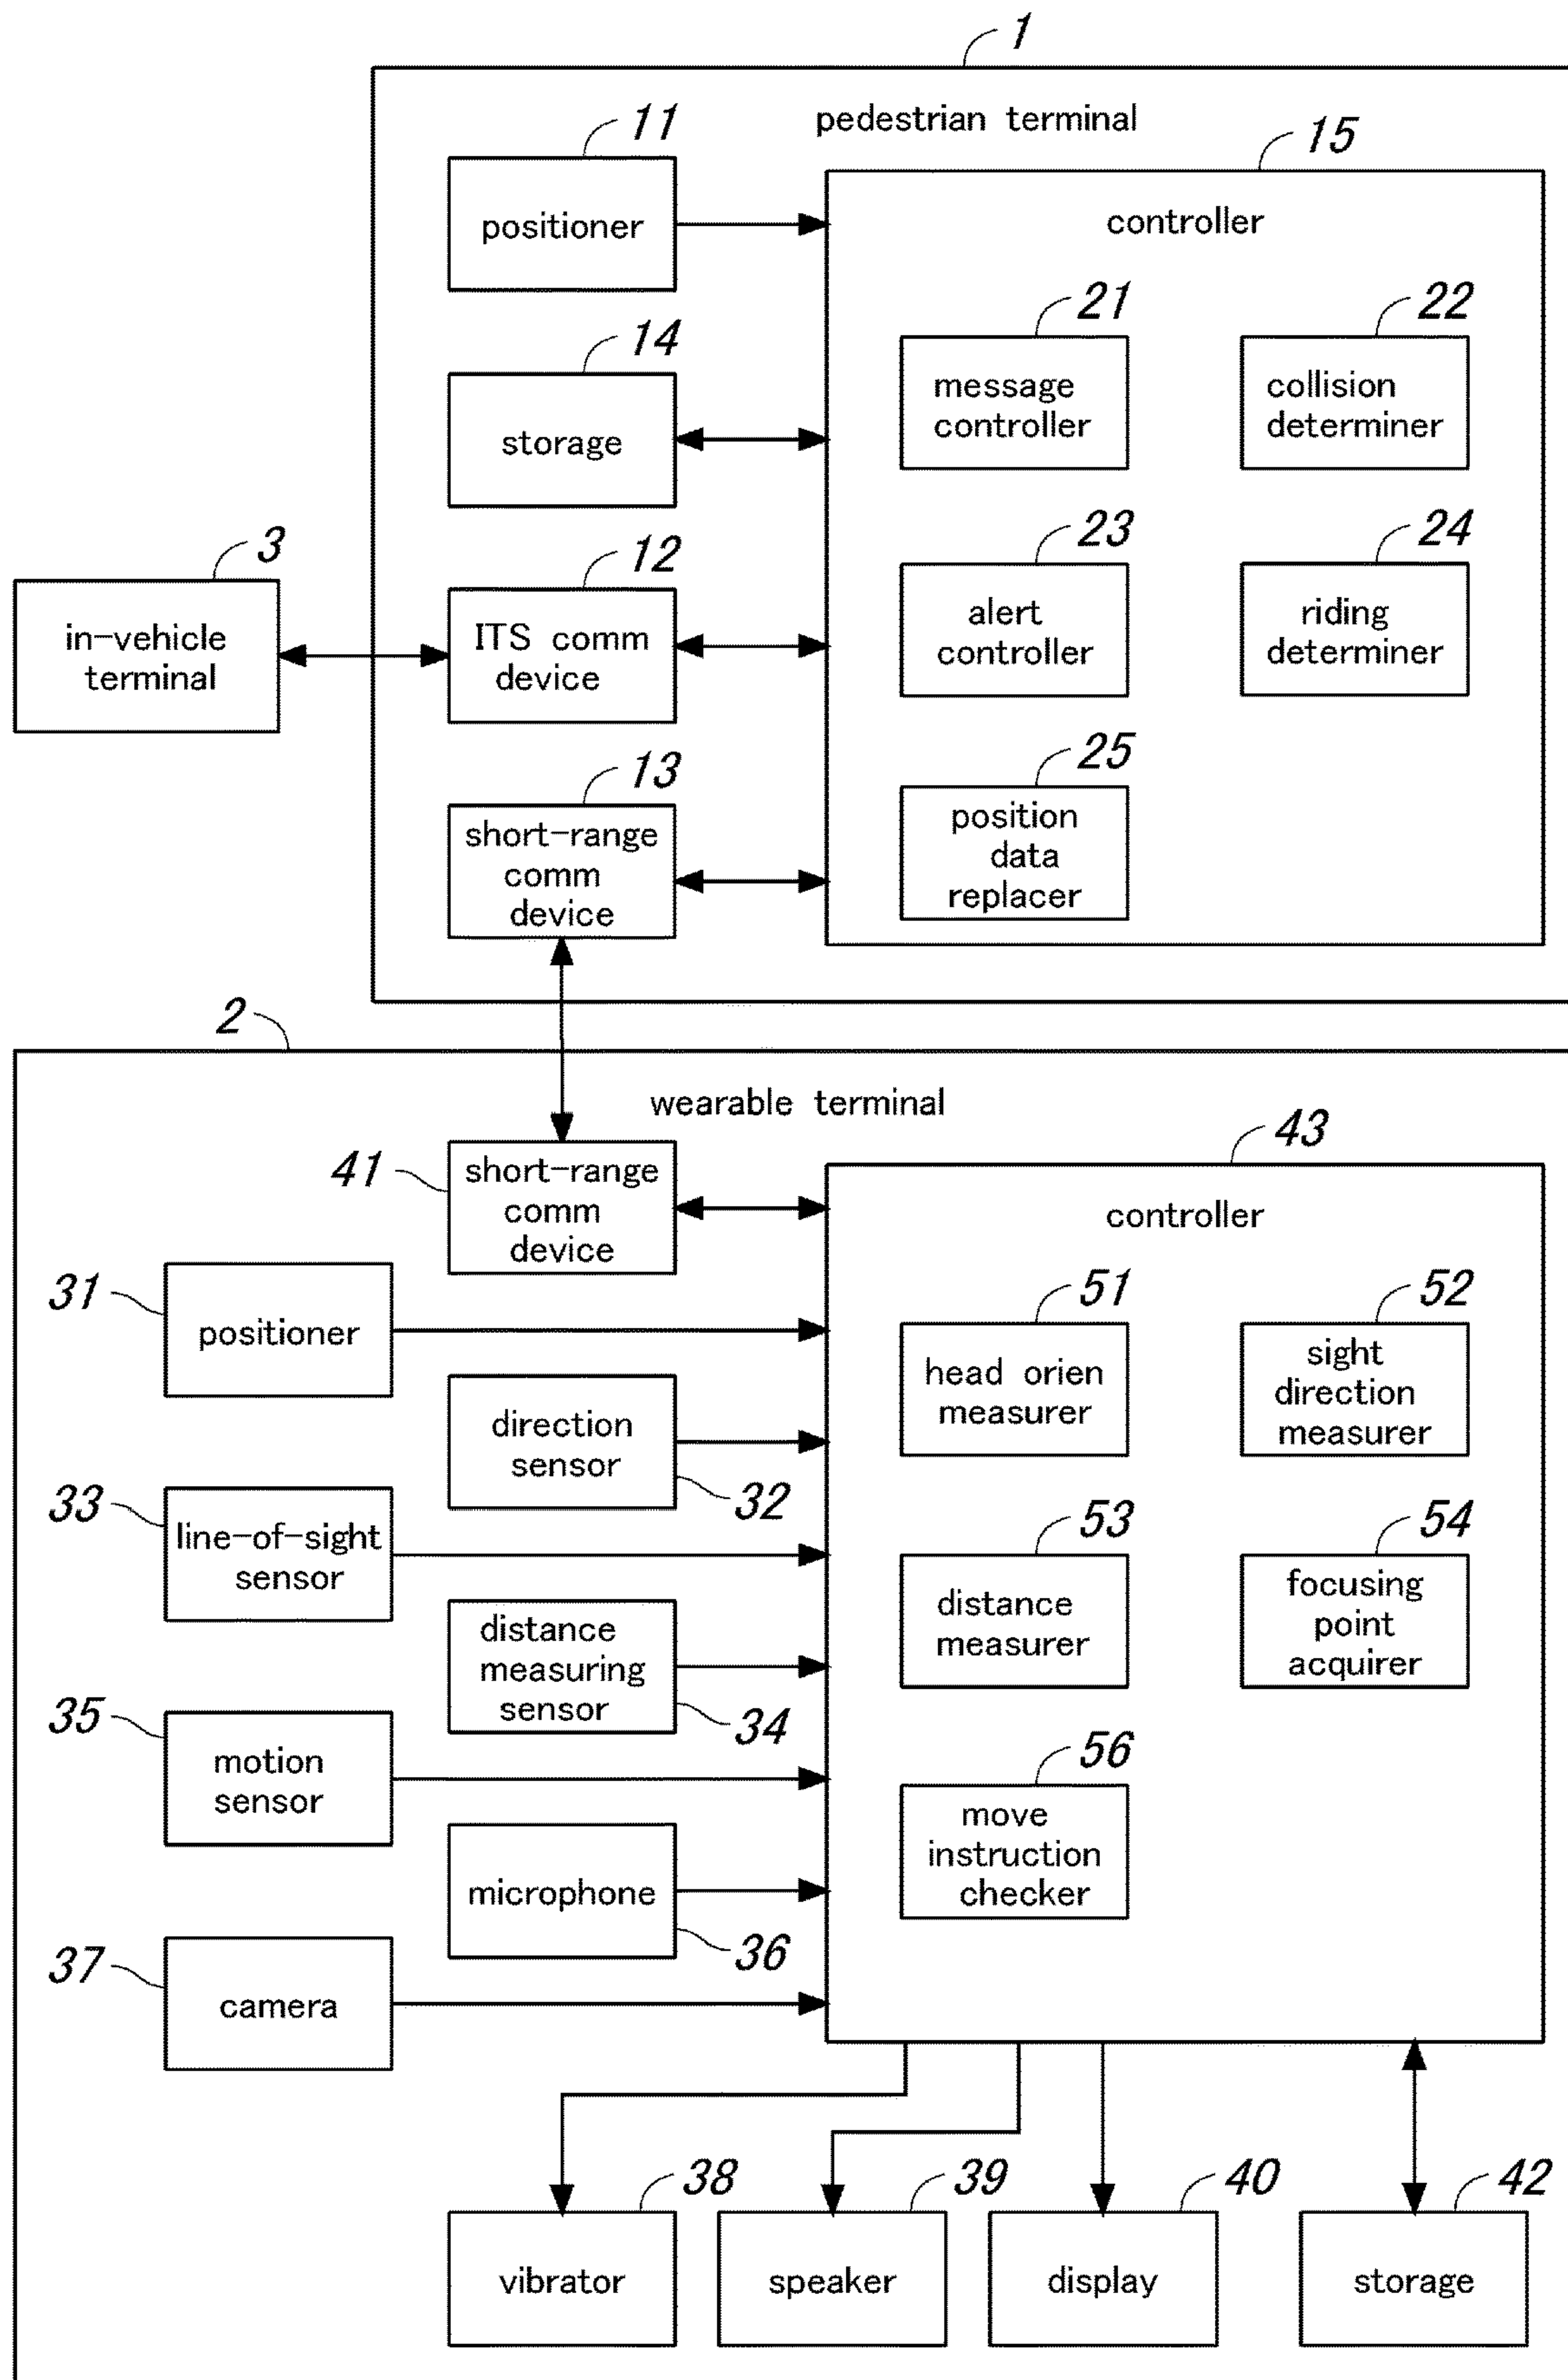 1
pedestrian terminal
11
positioner
15
controller
14
storage
21
message
controller
22
collision
determiner
3
in-vehicle
terminal
12
ITS comm
device
23
alert
controller
24
riding
determiner
13
short-range
comm
device
25
position
data
replacer
2
wearable terminal
41
short-range
comm
device
43
controller
31
positioner
51
head orien
measurer
52
sight
direction
measurer
direction
sensor
32
33
line-of-sight
sensor
53
distance
measurer
54
focusing
point
acquirer
distance
measuring
sensor
34
35
motion
sensor
56
move
instruction
checker
microphone
36
37
camera
38
vibrator
39
speaker
40
display
42
storage